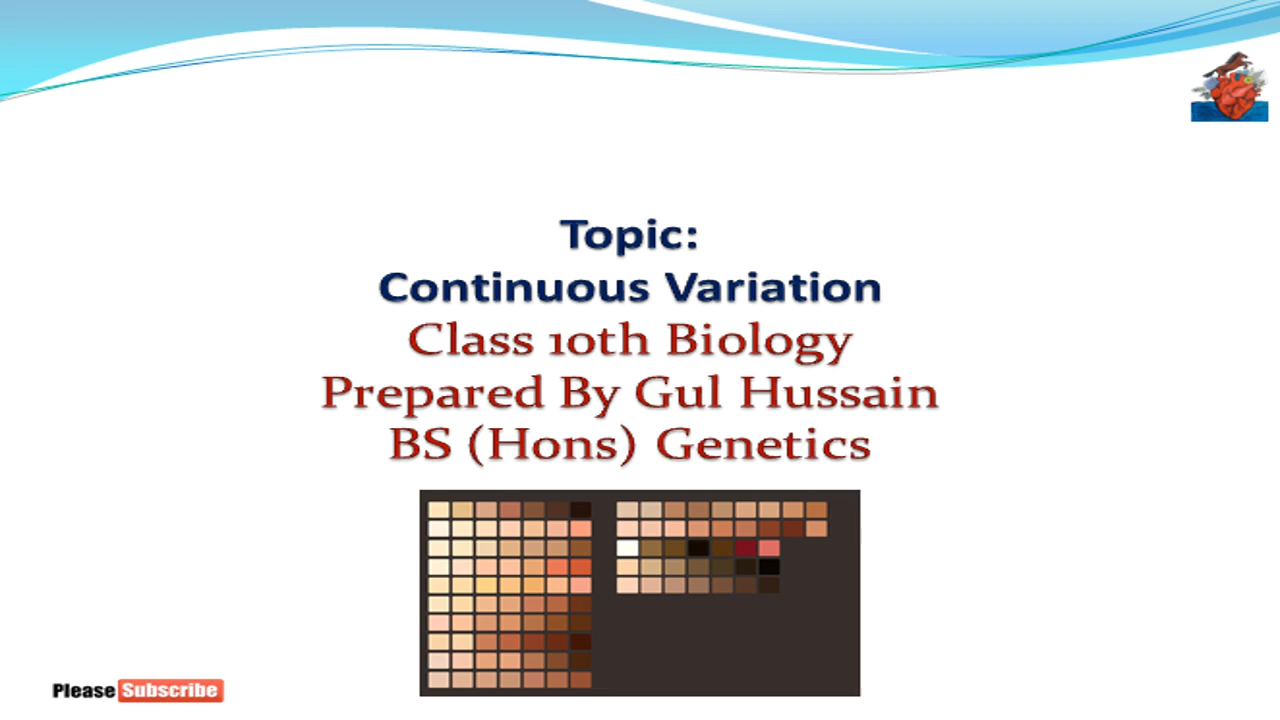 Topic:
Continuous Variation
Class 10th Biology
Prepared By Gul Hussain
BS (Hons) Genetics
Please Subscribe